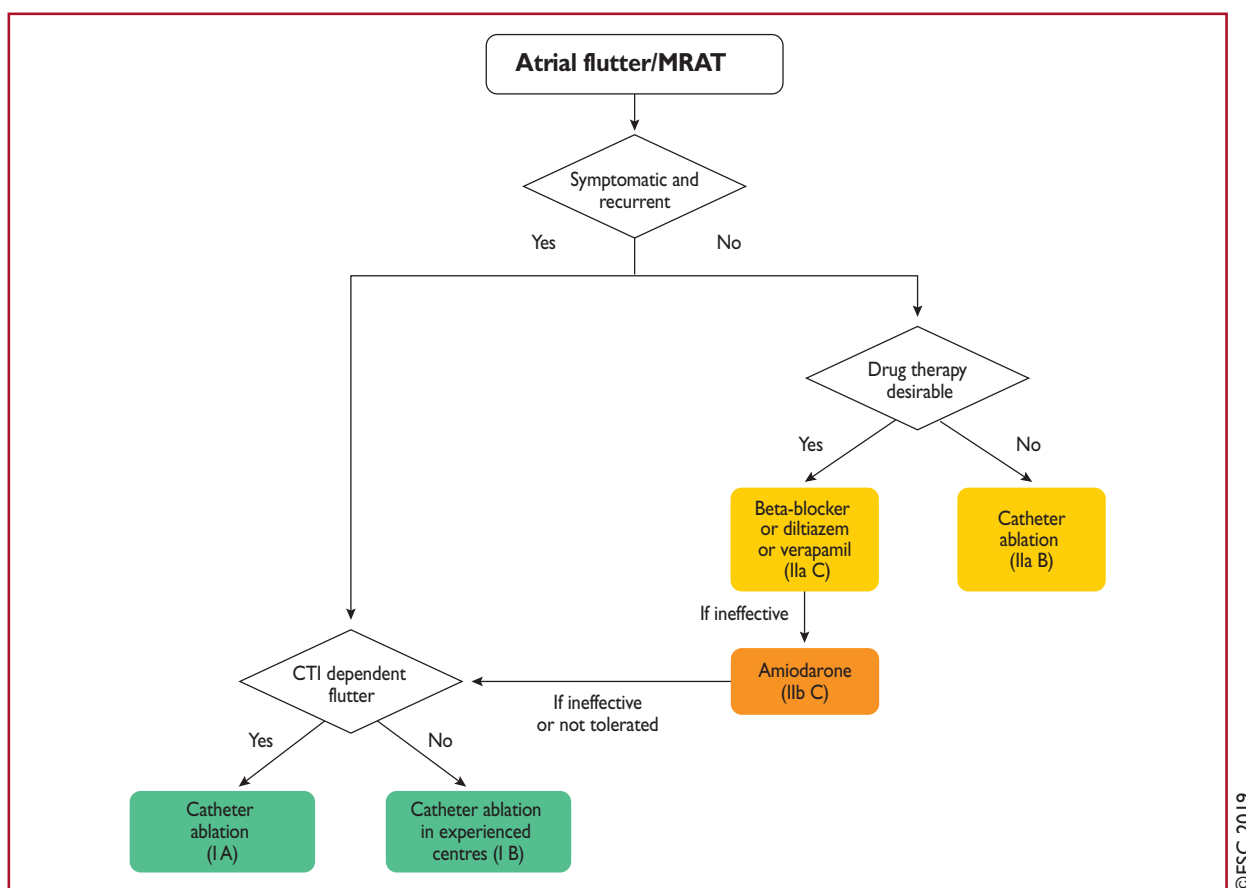 Atrial flutter/MRAT
Symptomatic and
recurrent
Yes
No
Drug therapy
desirable
Yes
No
Beta-blocker
or diltiazem
or verapamil
(IIa C)
Catheter
ablation
(IIa B)
If ineffective
Amiodarone
(IIb C)
If ineffective
or not tolerated
CTI dependent
flutter
Yes
No
Catheter
ablation
(I A)
Catheter ablation
in experienced
centres (I B)
©ESC 2019